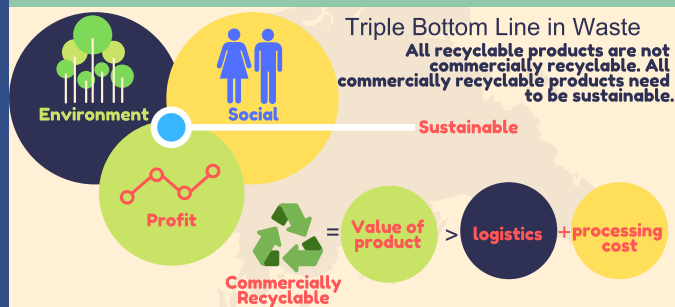 Triple Bottom Line in Waste
All recyclable products are not
commercially recyclable. All
commercially recyclable products need
to be sustainable.
Environment
Social
Sustainable
Profit
Commercially
Recyclable
=
Value of
product
>
logistics
+
processing
cost